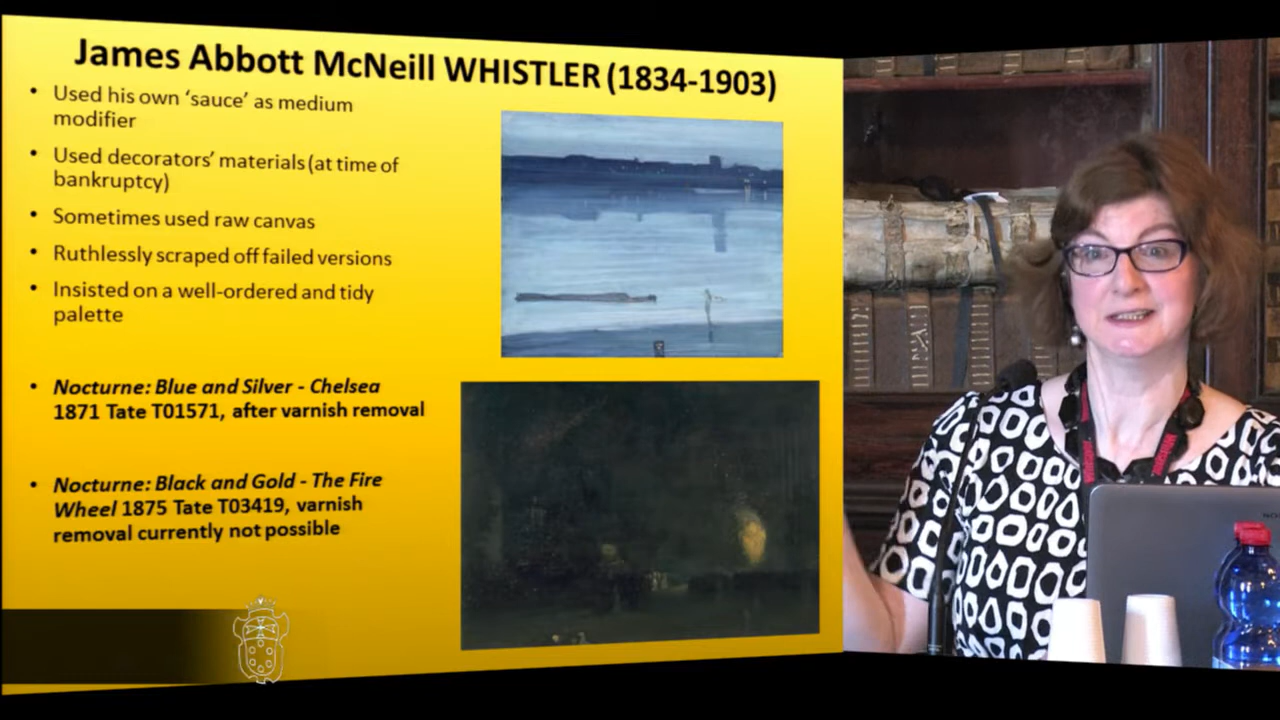 James Abbott McNeill WHISTLER (1834-1903)
• Used his own ‘sauce’ as medium
modifier
• Used decorators’ materials (at time of
bankruptcy)
• Sometimes used raw canvas
• Ruthlessly scraped off failed versions
• Insisted on a well-ordered and tidy
palette
• Nocturne: Blue and Silver - Chelsea
1871 Tate T01571, after varnish removal
• Nocturne: Black and Gold - The Fire
Wheel 1875 Tate T03419, varnish
removal currently not possible